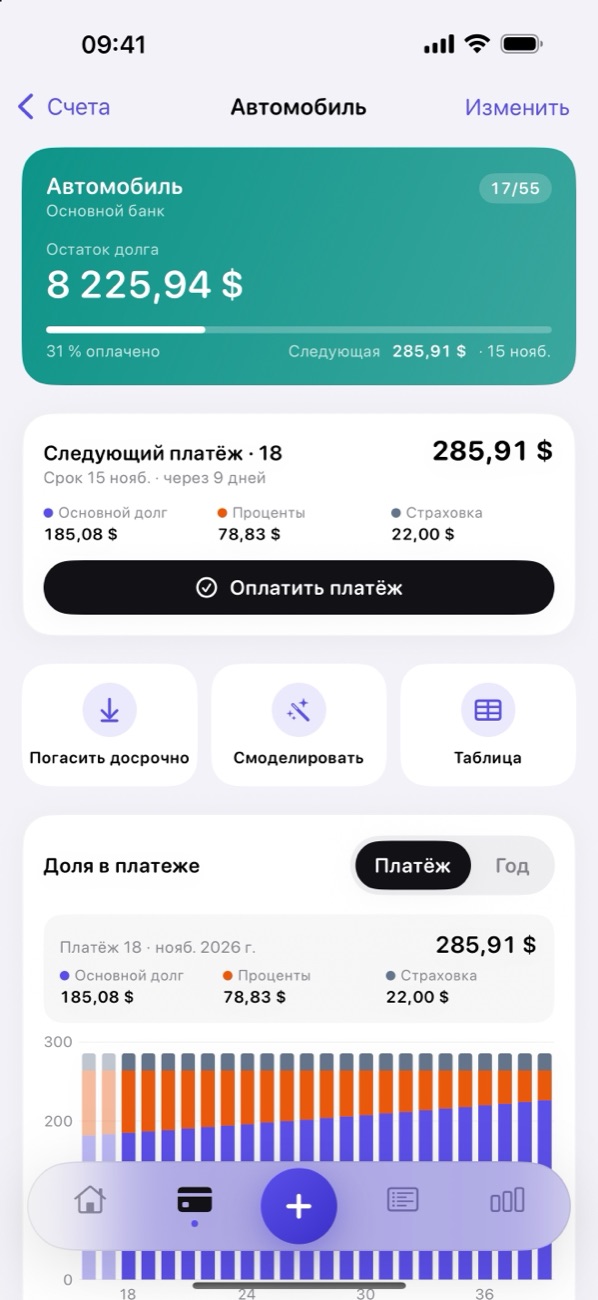 09:41
Счета
Автомобиль
Изменить
Автомобиль
17/55
Основной банк
Остаток долга
8 225,94 $
31 % оплачено
Следующая 285,91 $ · 15 нояб.
Следующий платёж · 18
285,91 $
Срок 15 нояб. · через 9 дней
Основной долг Проценты Страховка
185,08 $ 78,83 $ 22,00 $
Оплатить платёж
Погасить досрочно Смоделировать Таблица
Доля в платеже
Платёж Год
Платёж 18 · нояб. 2026 г.
285,91 $
Основной долг Проценты Страховка
185,08 $ 78,83 $ 22,00 $
300
200
0
18 24 30 36